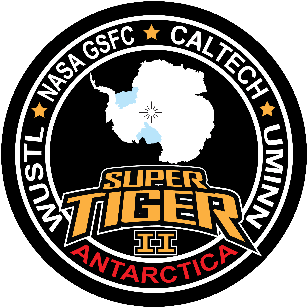 WUSTL ★ NASA GSFC ★ CALTECH ★ UMINN
SUPER
TIGER
II
ANTARCTICA